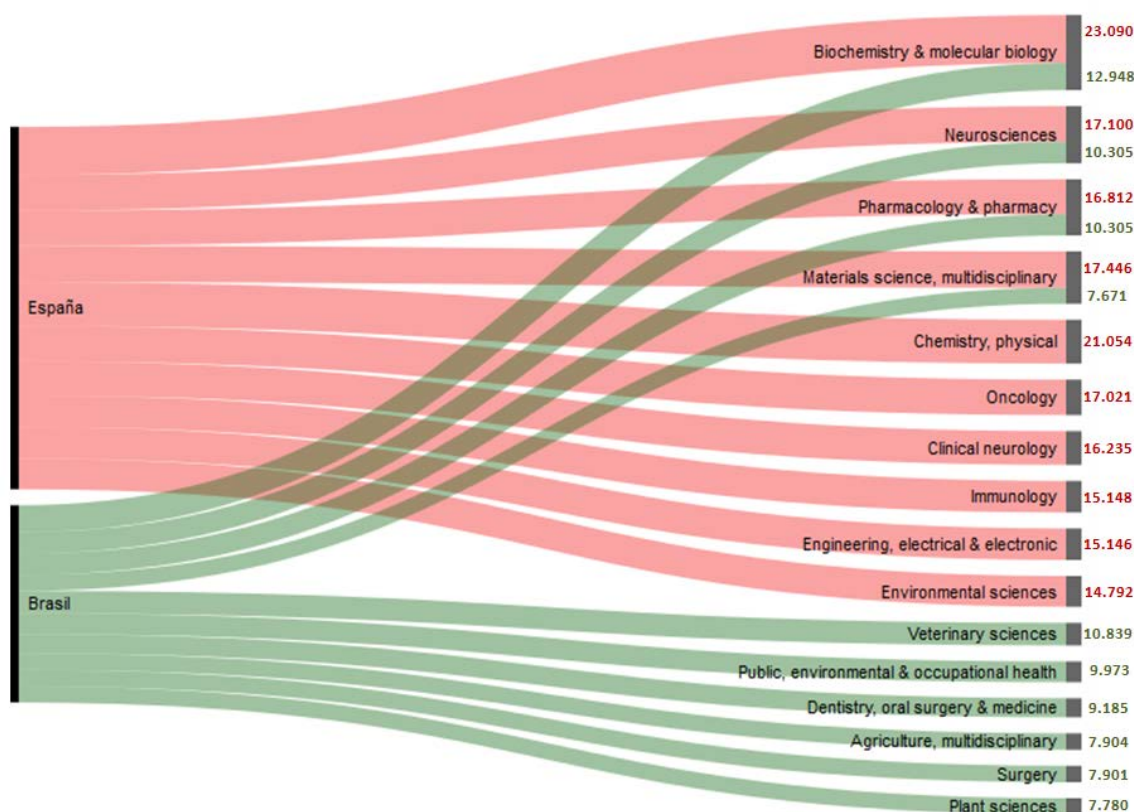 23.090
Biochemistry & molecular biology
12.948
17.100
Neurosciences
10.305
16.812
Pharmacology & pharmacy
10.305
17.446
Materials science, multidisciplinary
7.671
España
Chemistry, physical 21.054
Oncology 17.021
Clinical neurology 16.235
Immunology 15.148
Engineering, electrical & electronic 15.146
Environmental sciences 14.792
Brasil
Veterinary sciences 10.839
Public, environmental & occupational health 9.973
Dentistry, oral surgery & medicine 9.185
Agriculture, multidisciplinary 7.904
Surgery 7.901
Plant sciences 7.780